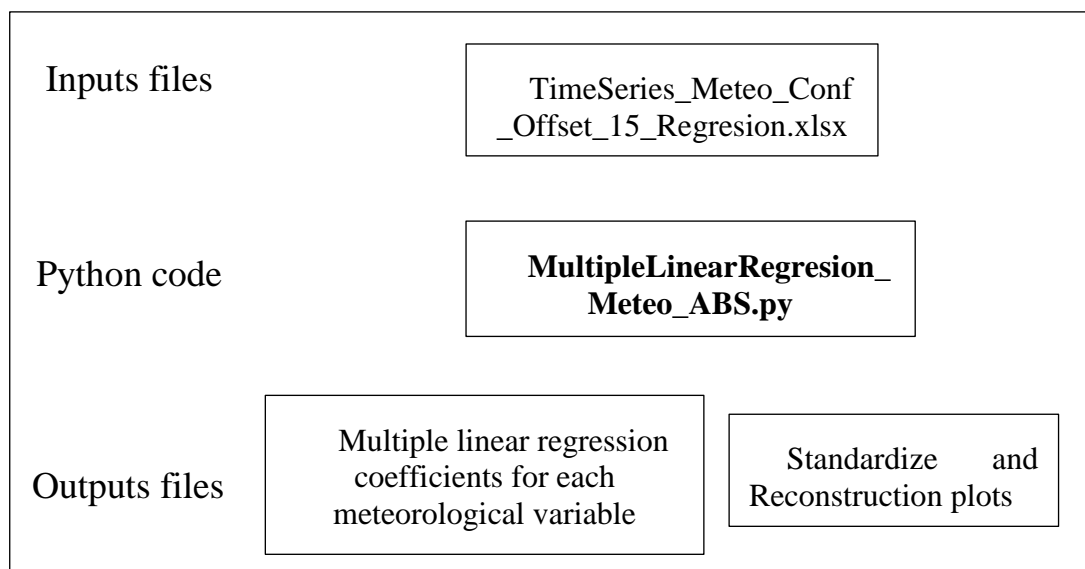 Inputs files
TimeSeries_Meteo_Conf
_Offset_15_Regresion.xlsx
Python code
MultipleLinearRegresion_
Meteo_ABS.py
Outputs files
Multiple linear regression
coefficients for each
meteorological variable
Standardize and
Reconstruction plots